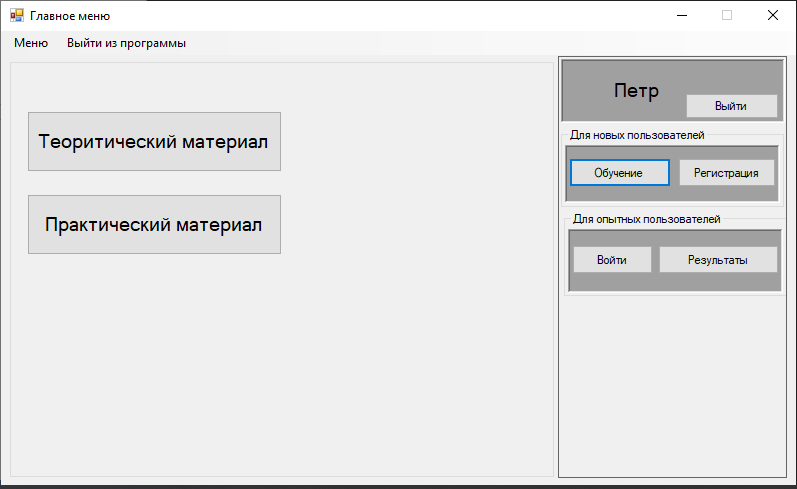 Главное меню
Меню Выйти из программы
Теоритический материал
Практический материал
Петр
Выйти
Для новых пользователей
Обучение Регистрация
Для опытных пользователей
Войти Результаты